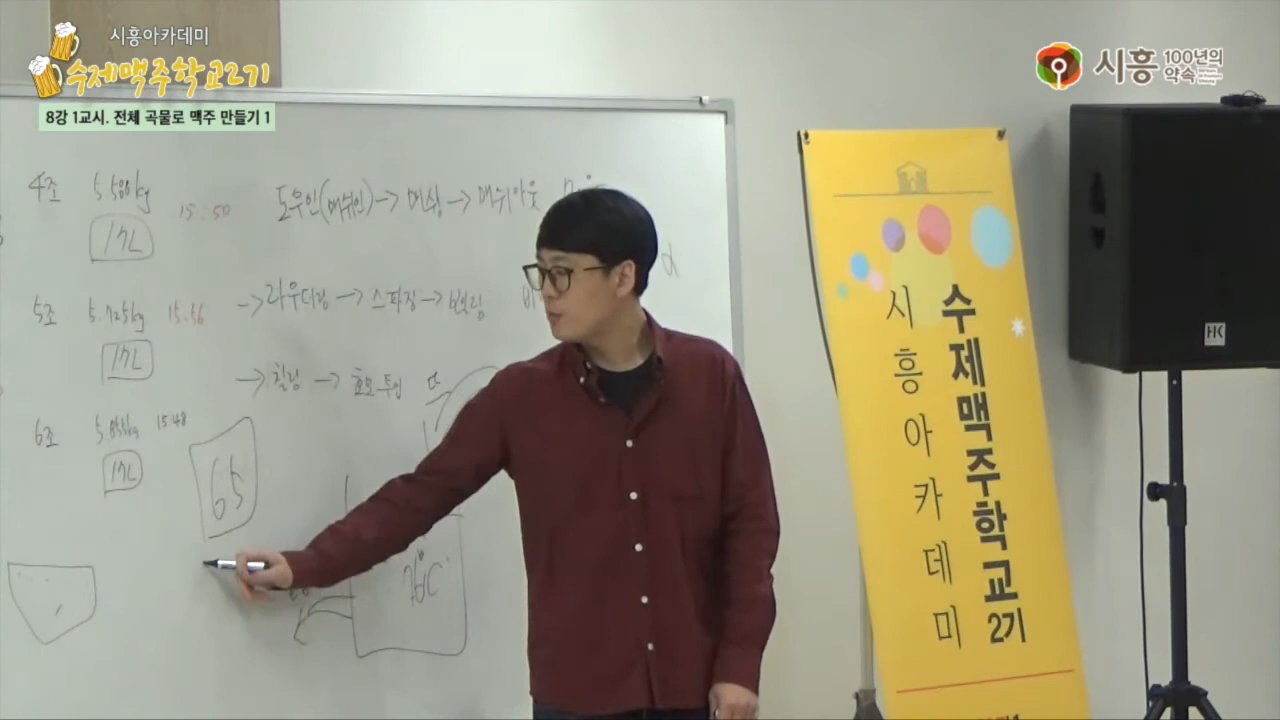 시흥아카데미
수제맥주학교2기
8강 1교시. 전체 곡물로 맥주 만들기 1
시흥 100년의 약속
4조 5.580kg 15:50
17L
도우인(매쉬인) → 매싱 → 매쉬아웃
5조 5.725kg 15:56
17L
→ 라우터링 → 스파징 → 보일링
→ 칠링 → 효모 투입
6조 15:48
17L
65
수제맥주학교 2기
시흥아카데미
HK